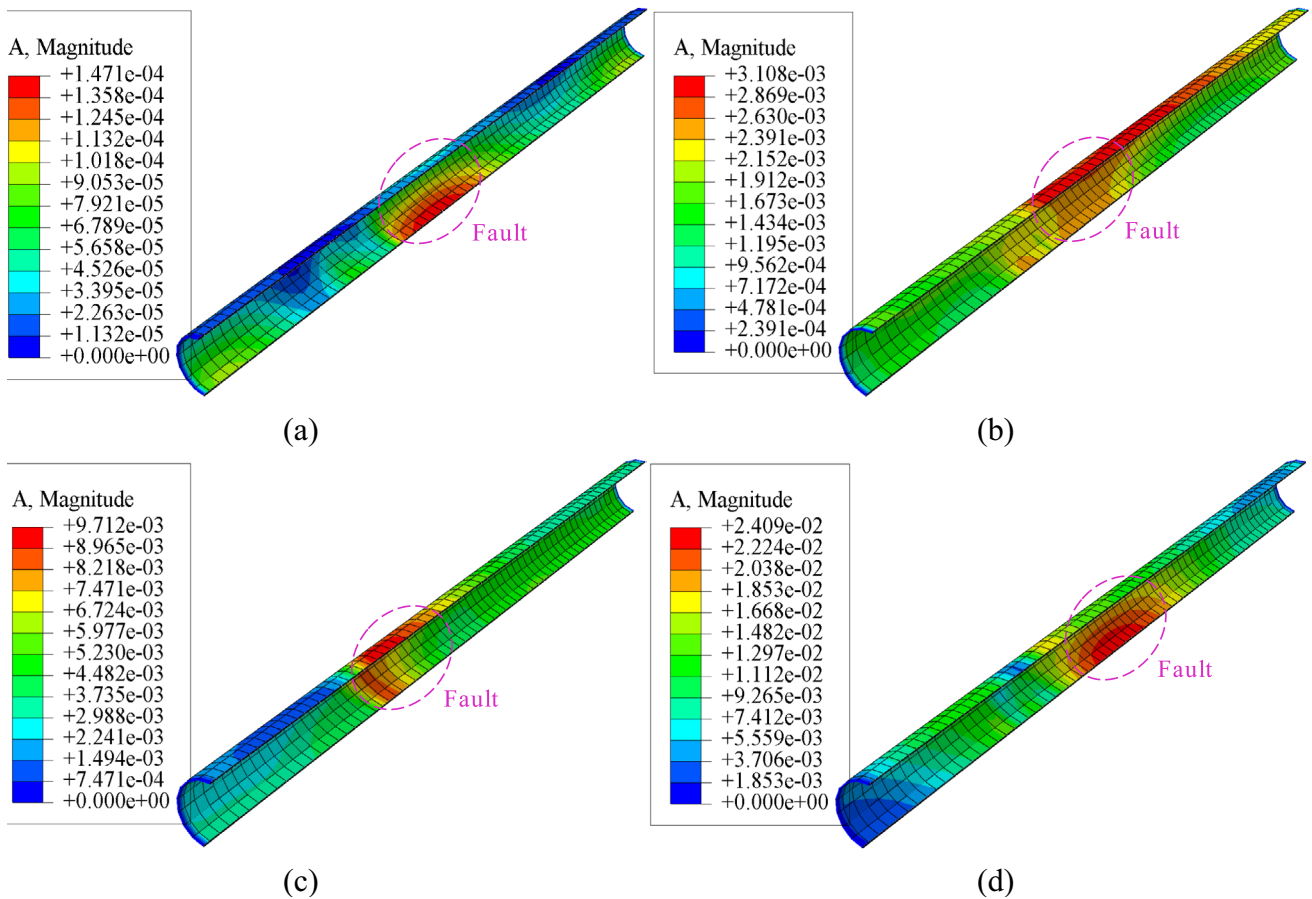 A, Magnitude
+1.471e-04
+1.358e-04
+1.245e-04
+1.132e-04
+1.018e-04
+9.053e-05
+7.921e-05
+6.789e-05
+5.658e-05
+4.526e-05
+3.395e-05
+2.263e-05
+1.132e-05
+0.000e+00
Fault
(a)
A, Magnitude
+3.108e-03
+2.869e-03
+2.630e-03
+2.391e-03
+2.152e-03
+1.912e-03
+1.673e-03
+1.434e-03
+1.195e-03
+9.562e-04
+7.172e-04
+4.781e-04
+2.391e-04
+0.000e+00
Fault
(b)
A, Magnitude
+9.712e-03
+8.965e-03
+8.218e-03
+7.471e-03
+6.724e-03
+5.977e-03
+5.230e-03
+4.482e-03
+3.735e-03
+2.988e-03
+2.241e-03
+1.494e-03
+7.471e-04
+0.000e+00
Fault
(c)
A, Magnitude
+2.409e-02
+2.224e-02
+2.038e-02
+1.853e-02
+1.668e-02
+1.482e-02
+1.297e-02
+1.112e-02
+9.265e-03
+7.412e-03
+5.559e-03
+3.706e-03
+1.853e-03
+0.000e+00
Fault
(d)